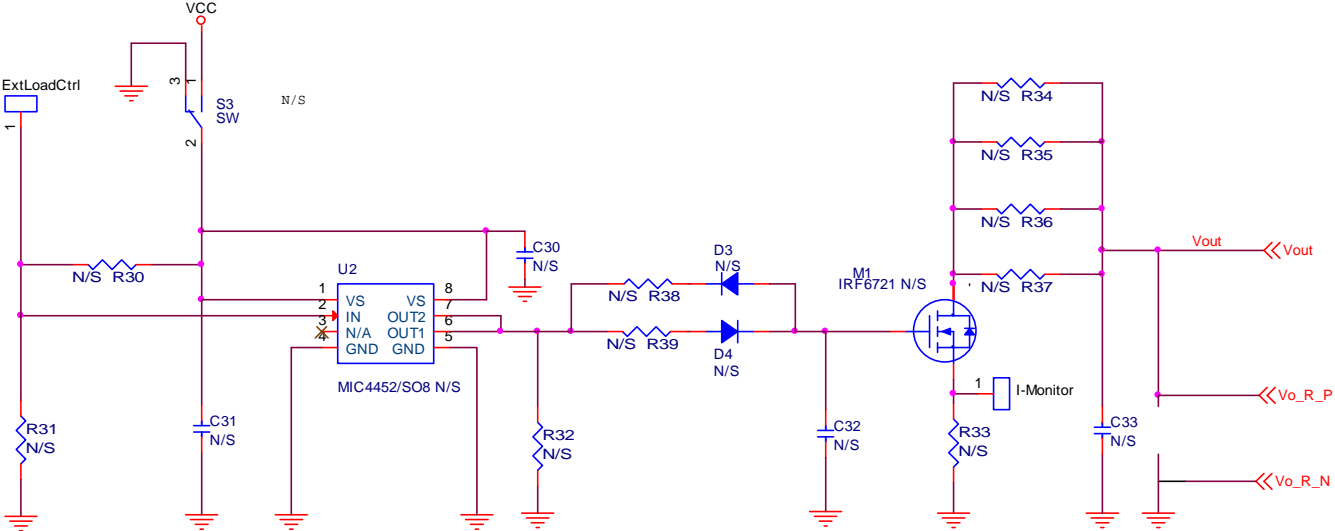 VCC
ExtLoadCtrl
1
3
1
S3
SW
2
N/S
N/S R30
R31
N/S
C31
N/S
C30
N/S
U2
1
2
3
4
VS
IN
N/A
GND
VS
OUT2
OUT1
GND
8
7
6
5
MIC4452/SO8 N/S
R32
N/S
N/S R38
D3
N/S
N/S R39
D4
N/S
C32
N/S
M1
IRF6721 N/S
1
I-Monitor
R33
N/S
N/S R34
N/S R35
N/S R36
N/S R37
C33
N/S
Vout
Vout
Vo_R_P
Vo_R_N